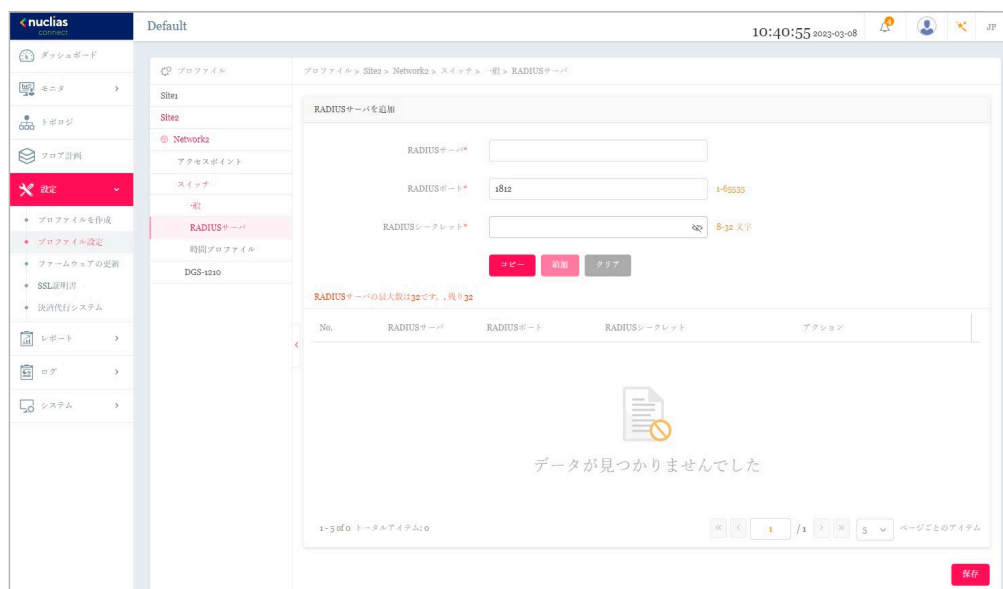 nuclias
connect
Default
10:40:55 2023-03-08
4
JP
ダッシュボード
モニタ
トポロジ
フロア計画
設定
プロファイルを作成
プロファイル設定
ファームウェアの更新
SSL証明書
決済代行システム
レポート
ログ
システム
プロファイル
Site1
Site2
Network2
アクセスポイント
スイッチ
一般
RADIUSサーバ
時間プロファイル
DGS-1210
プロファイル > Site2 > Network2 > スイッチ > 一般 > RADIUSサーバ
RADIUSサーバを追加
RADIUSサーバ*
RADIUSポート* 1812 1-65535
RADIUSシークレット* 8-32 文字
コピー 追加 クリア
RADIUSサーバの最大数は32です, , 残り32
No. RADIUSサーバ RADIUSポート RADIUSシークレット アクション
データが見つかりませんでした
1 - 5 of 0 トータルアイテム: 0
« < 1 /1 > » 5 ページごとのアイテム
保存